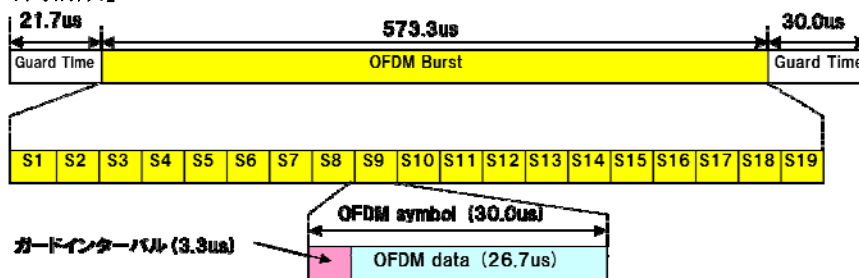 21.7us 573.3us 30.0us
Guard Time OFDM Burst Guard Time
S1 S2 S3 S4 S5 S6 S7 S8 S9 S10 S11 S12 S13 S14 S15 S16 S17 S18 S19
OFDM symbol (30.0us)
ガードインターバル (3.3us)
OFDM data (26.7us)